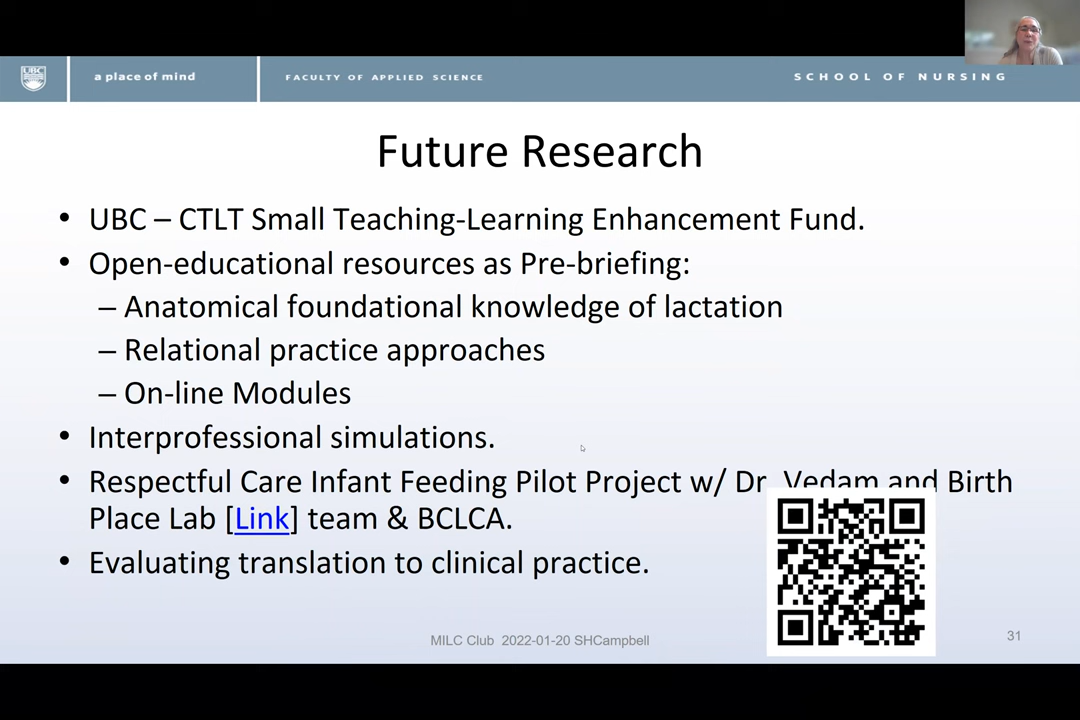 UBC
a place of mind
FACULTY OF APPLIED SCIENCE
SCHOOL OF NURSING
Future Research
• UBC – CTLT Small Teaching-Learning Enhancement Fund.
• Open-educational resources as Pre-briefing:
– Anatomical foundational knowledge of lactation
– Relational practice approaches
– On-line Modules
• Interprofessional simulations.
• Respectful Care Infant Feeding Pilot Project w/ Dr. Vedam and Birth
Place Lab [Link] team & BCLCA.
• Evaluating translation to clinical practice.
MILC Club 2022-01-20 SHCampbell
31